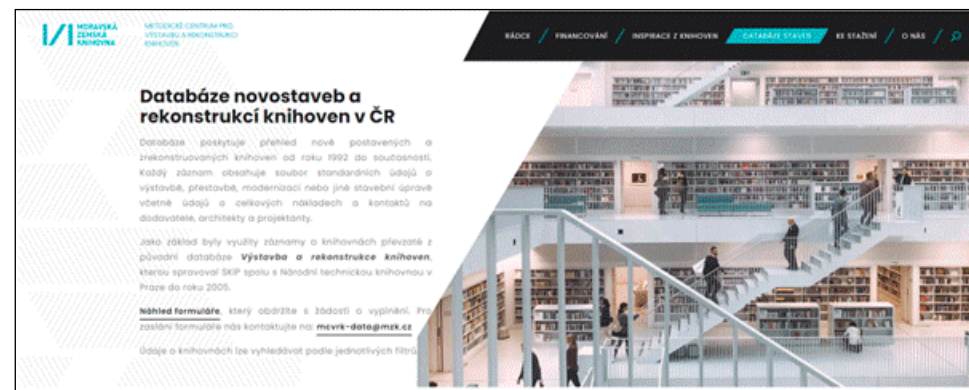 MORAVSKÁ
ZEMSKÁ
KNIHOVNA
METODICKÉ CENTRUM PRO
VÝSTAVBU A REKONSTRUKCI
KNIHOVEN
RÁDCE / FINANCOVÁNÍ / INSPIRACE Z KNIHOVEN DATABÁZE STAVEB KE STAŽENÍ / O NÁS /
Databáze novostaveb a
rekonstrukcí knihoven v ČR
Databáze poskytuje přehled nově postavených a
zrekonstruovaných knihoven od roku 1992 do současnosti.
Každý záznam obsahuje soubor standardních údajů o
výstavbě, přestavbě, modernizaci nebo jiné stavební úpravě
včetně údajů o celkových nákladech a kontaktů na
dodavatele, architekty a projektanty.
Jako základ byly využity záznamy o knihovnách převzaté z
původní databáze Výstavba a rekonstrukce knihoven,
kterou spravoval SKIP spolu s Národní technickou knihovnou v
Praze do roku 2005.
Náhled formuláře, který obdržíte s žádostí o vyplnění. Pro
zaslání formuláře nás kontaktujte na: mcvrk-data@mzk.cz
Údaje o knihovnách lze vyhledávat podle jednotlivých filtrů.